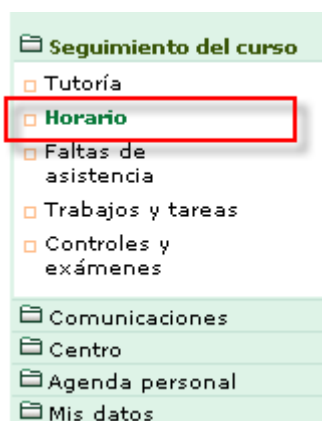 Seguimiento del curso
Tutoría
Horario
Faltas de
asistencia
Trabajos y tareas
Controles y
exámenes
Comunicaciones
Centro
Agenda personal
Mis datos